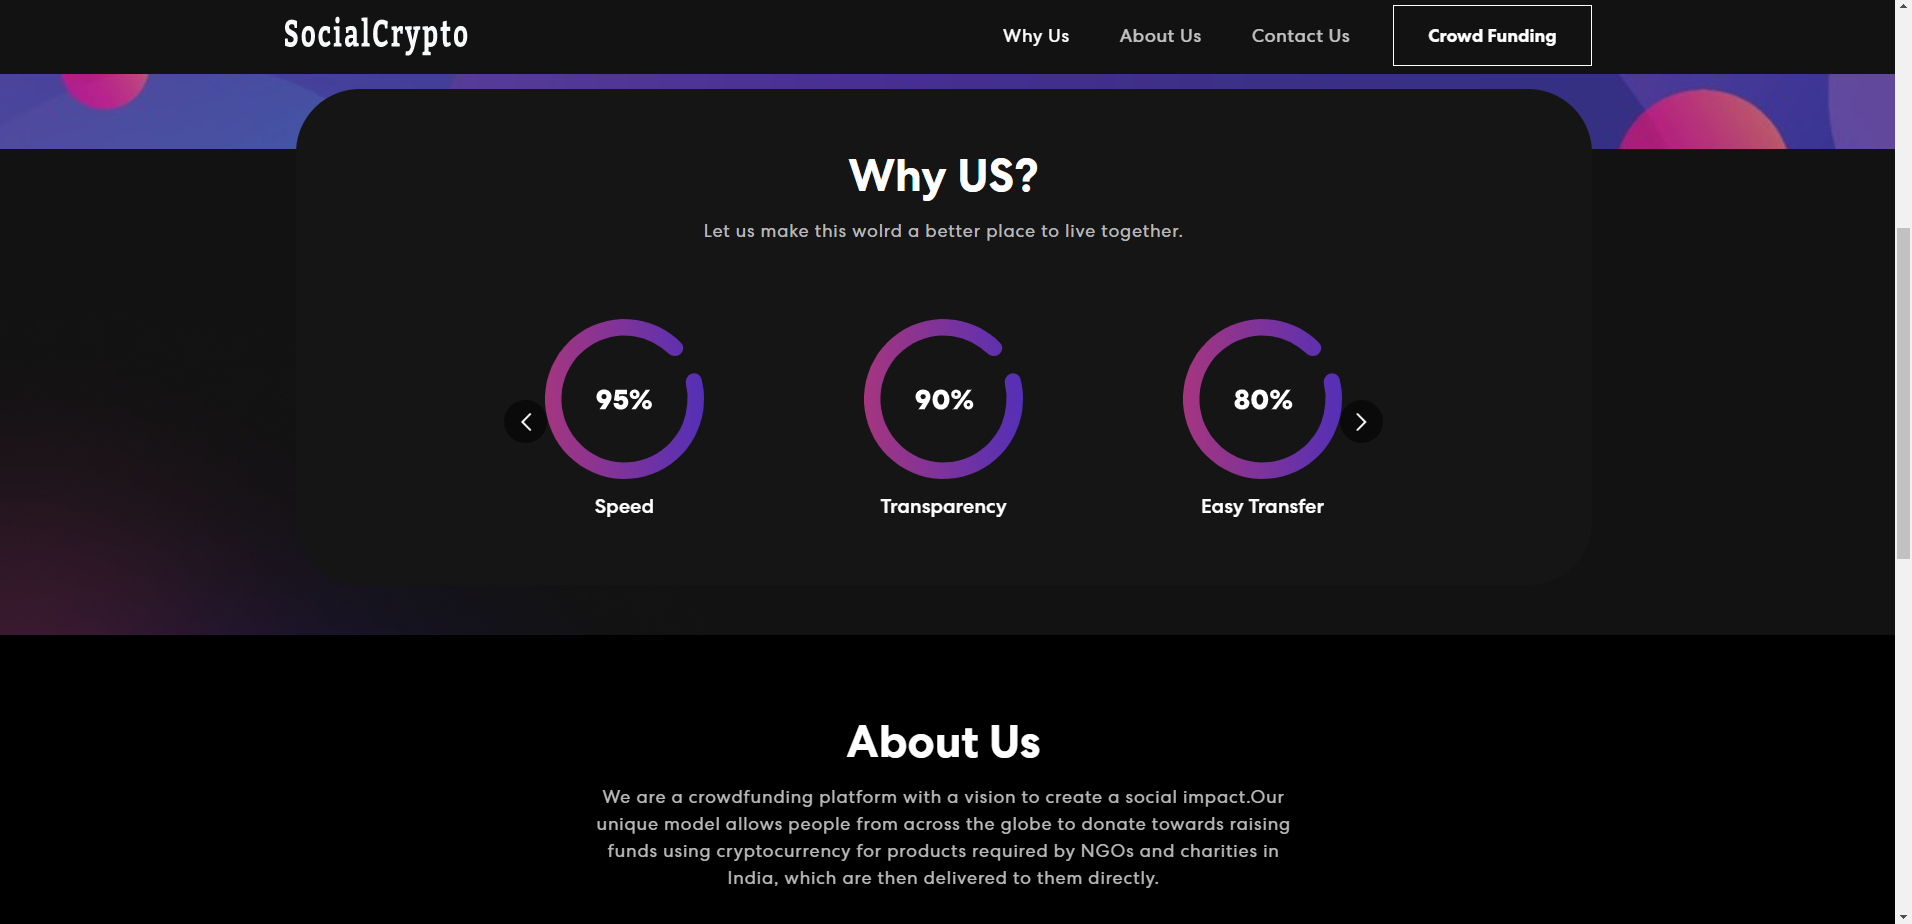 SocialCrypto
Why Us
About Us
Contact Us
Crowd Funding
Why US?
Let us make this wolrd a better place to live together.
95%
90%
80%
Speed
Transparency
Easy Transfer
About Us
We are a crowdfunding platform with a vision to create a social impact.Our
unique model allows people from across the globe to donate towards raising
funds using cryptocurrency for products required by NGOs and charities in
India, which are then delivered to them directly.